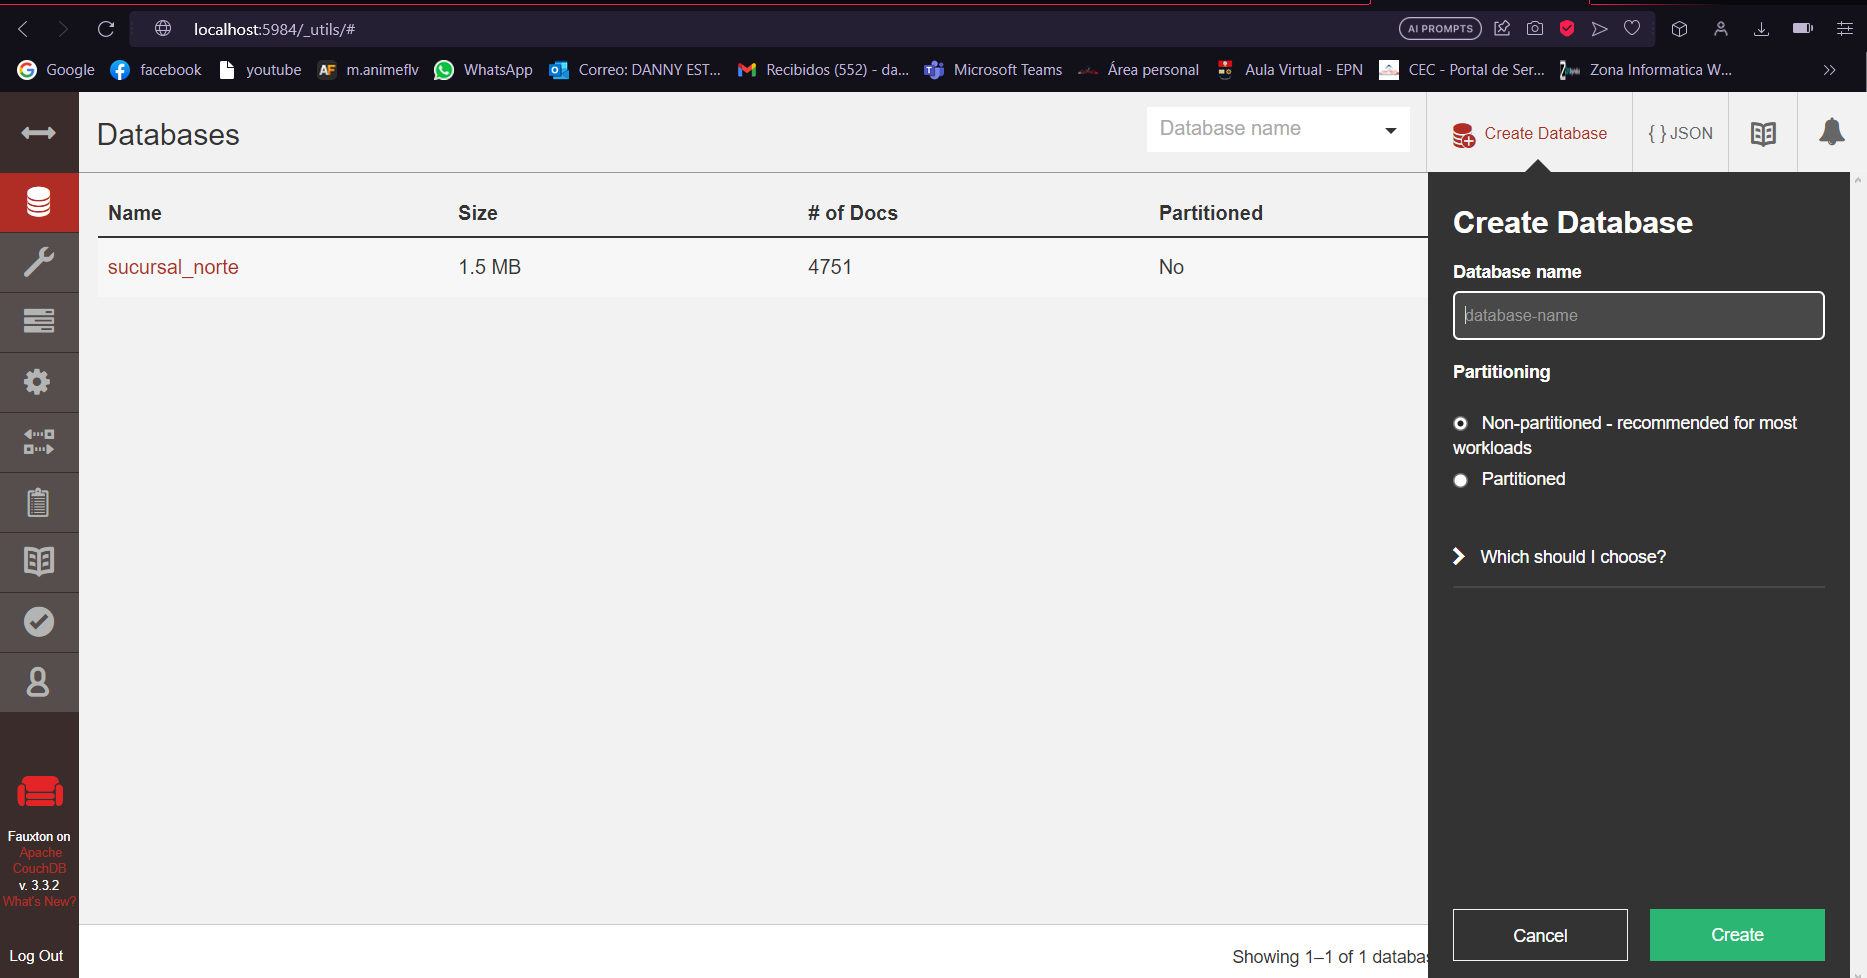 localhost:5984/_utils/#
AI PROMPTS
Google
facebook
youtube
AF m.animeflv
WhatsApp
Correo: DANNY EST...
Recibidos (552) - da...
Microsoft Teams
Área personal
Aula Virtual - EPN
CEC - Portal de Ser...
Zona Informatica W...
Databases
Database name
Create Database
{ } JSON
Name Size # of Docs Partitioned
sucursal_norte 1.5 MB 4751 No
Create Database
Database name
database-name
Partitioning
Non-partitioned - recommended for most
workloads
Partitioned
Which should I choose?
Cancel
Create
Fauxton on
Apache
CouchDB
v. 3.3.2
What's New?
Log Out
Showing 1–1 of 1 databas